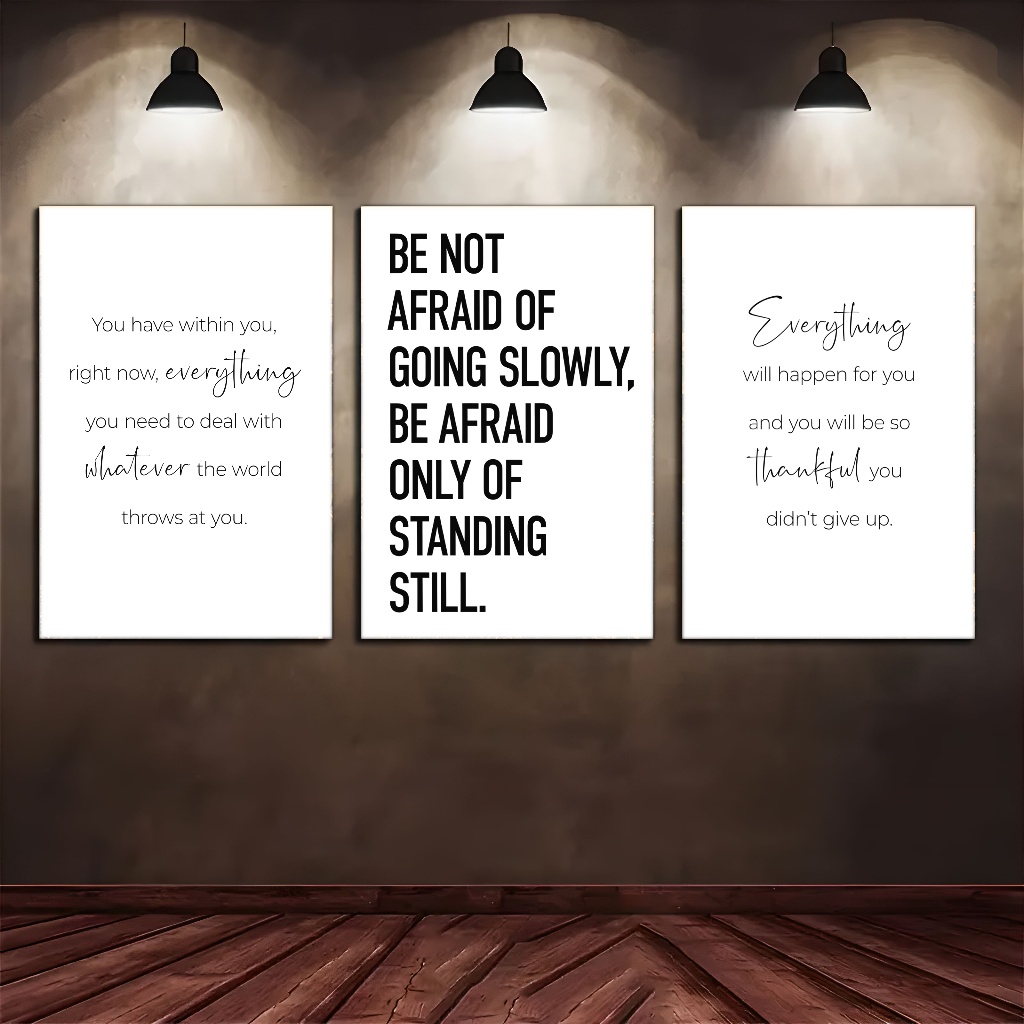 You have within you,
right now, everything
you need to deal with
whatever the world
throws at you.
BE NOT
AFRAID OF
GOING SLOWLY,
BE AFRAID
ONLY OF
STANDING
STILL.
Everything
will happen for you
and you will be so
thankful you
didn't give up.